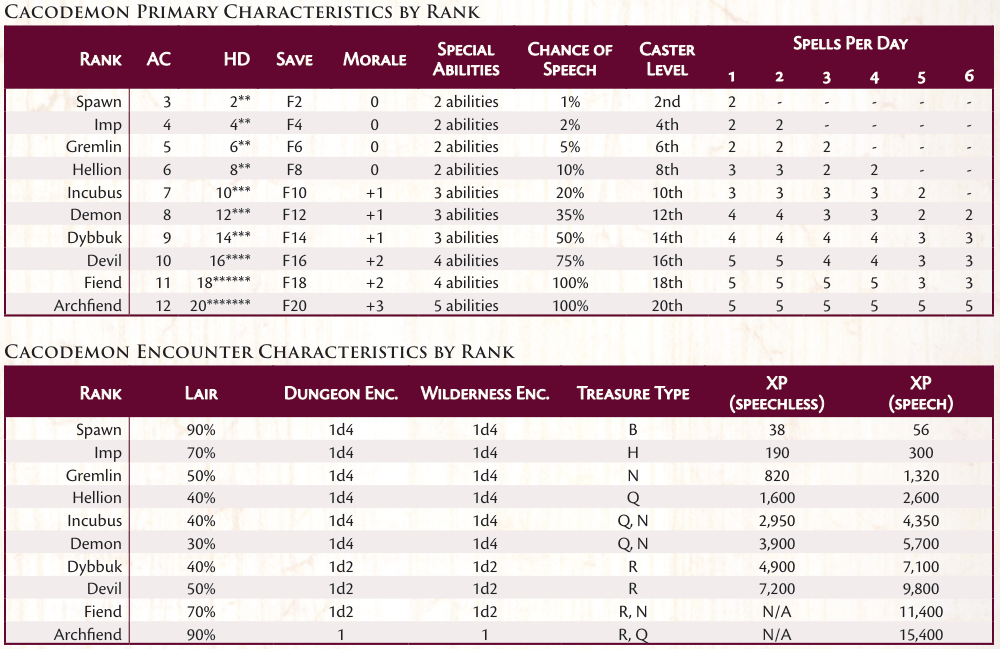 Cacodemon Primary Characteristics by Rank
Rank AC HD Save Morale Special Abilities Chance of Speech Caster Level Spells Per Day 1 2 3 4 5 6
Spawn 3 2** F2 0 2 abilities 1% 2nd 2 - - - - -
Imp 4 4** F4 0 2 abilities 2% 4th 2 2 - - - -
Gremlin 5 6** F6 0 2 abilities 5% 6th 2 2 2 - - -
Hellion 6 8** F8 0 2 abilities 10% 8th 3 3 2 2 - -
Incubus 7 10*** F10 +1 3 abilities 20% 10th 3 3 3 3 2 -
Demon 8 12*** F12 +1 3 abilities 35% 12th 4 4 3 3 2 2
Dybbuk 9 14*** F14 +1 3 abilities 50% 14th 4 4 4 4 3 3
Devil 10 16**** F16 +2 4 abilities 75% 16th 5 5 4 4 3 3
Fiend 11 18****** F18 +2 4 abilities 100% 18th 5 5 5 5 3 3
Archfiend 12 20******* F20 +3 5 abilities 100% 20th 5 5 5 5 5 5
Cacodemon Encounter Characteristics by Rank
Rank Lair Dungeon Enc. Wilderness Enc. Treasure Type XP (speechless) XP (speech)
Spawn 90% 1d4 1d4 B 38 56
Imp 70% 1d4 1d4 H 190 300
Gremlin 50% 1d4 1d4 N 820 1,320
Hellion 40% 1d4 1d4 Q 1,600 2,600
Incubus 40% 1d4 1d4 Q, N 2,950 4,350
Demon 30% 1d4 1d4 Q, N 3,900 5,700
Dybbuk 40% 1d2 1d2 R 4,900 7,100
Devil 50% 1d2 1d2 R 7,200 9,800
Fiend 70% 1d2 1d2 R, N N/A 11,400
Archfiend 90% 1 1 R, Q N/A 15,400